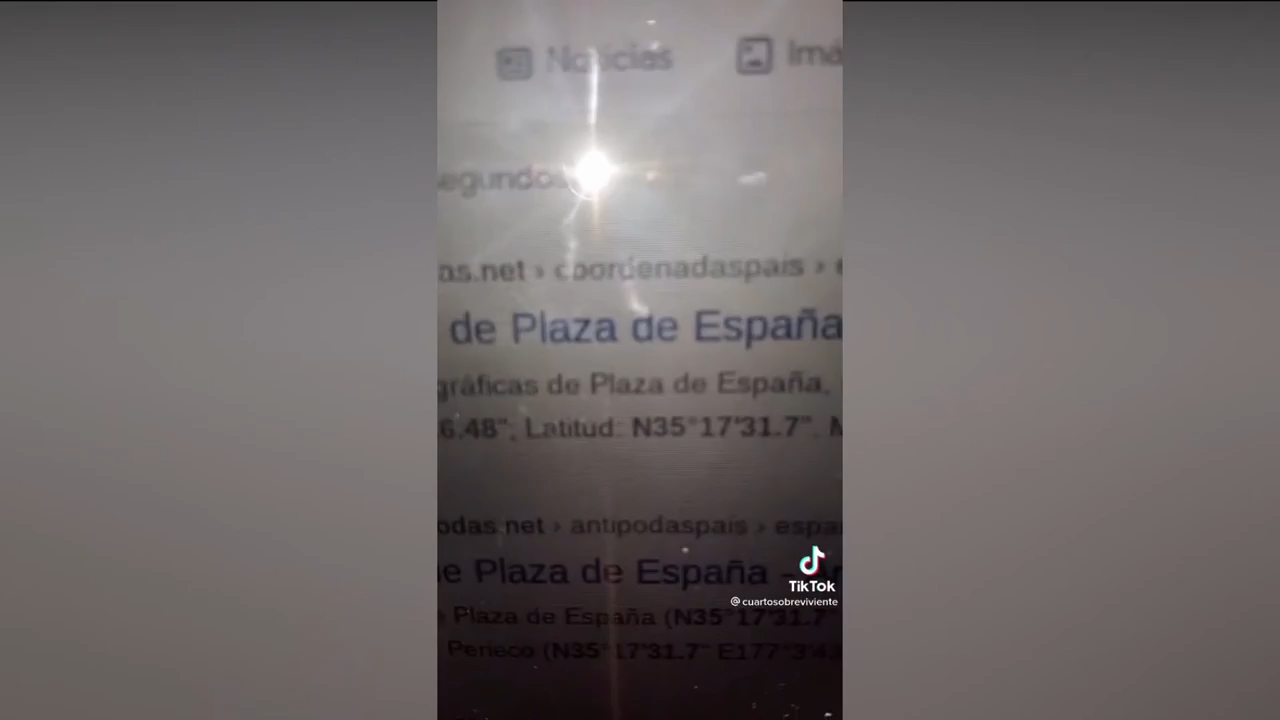 Noticias Imá
egundos
as.net › coordenadaspais ›
de Plaza de España
gráficas de Plaza de España,
6.48"; Latitud: N35°17'31.7". M
odas.net › antipodaspais › espa
e Plaza de España -
Plaza de España (N35°17'31.7"
Perieco (N35°17'31.7" E177°3'43
TikTok
@cuartosobreviviente